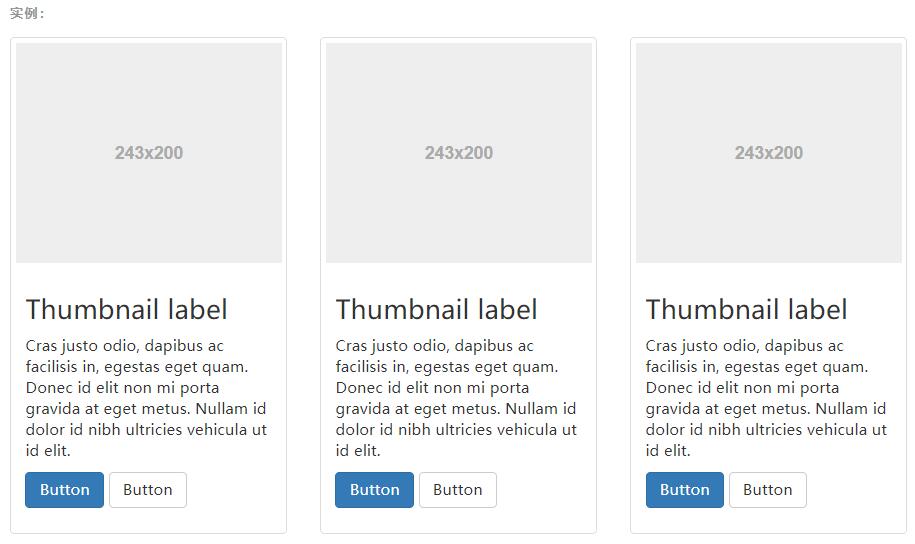 实例：
243x200
243x200
243x200
Thumbnail label
Cras justo odio, dapibus ac
facilisis in, egestas eget quam.
Donec id elit non mi porta
gravida at eget metus. Nullam id
dolor id nibh ultricies vehicula ut
id elit.
Button
Button
Thumbnail label
Cras justo odio, dapibus ac
facilisis in, egestas eget quam.
Donec id elit non mi porta
gravida at eget metus. Nullam id
dolor id nibh ultricies vehicula ut
id elit.
Button
Button
Thumbnail label
Cras justo odio, dapibus ac
facilisis in, egestas eget quam.
Donec id elit non mi porta
gravida at eget metus. Nullam id
dolor id nibh ultricies vehicula ut
id elit.
Button
Button